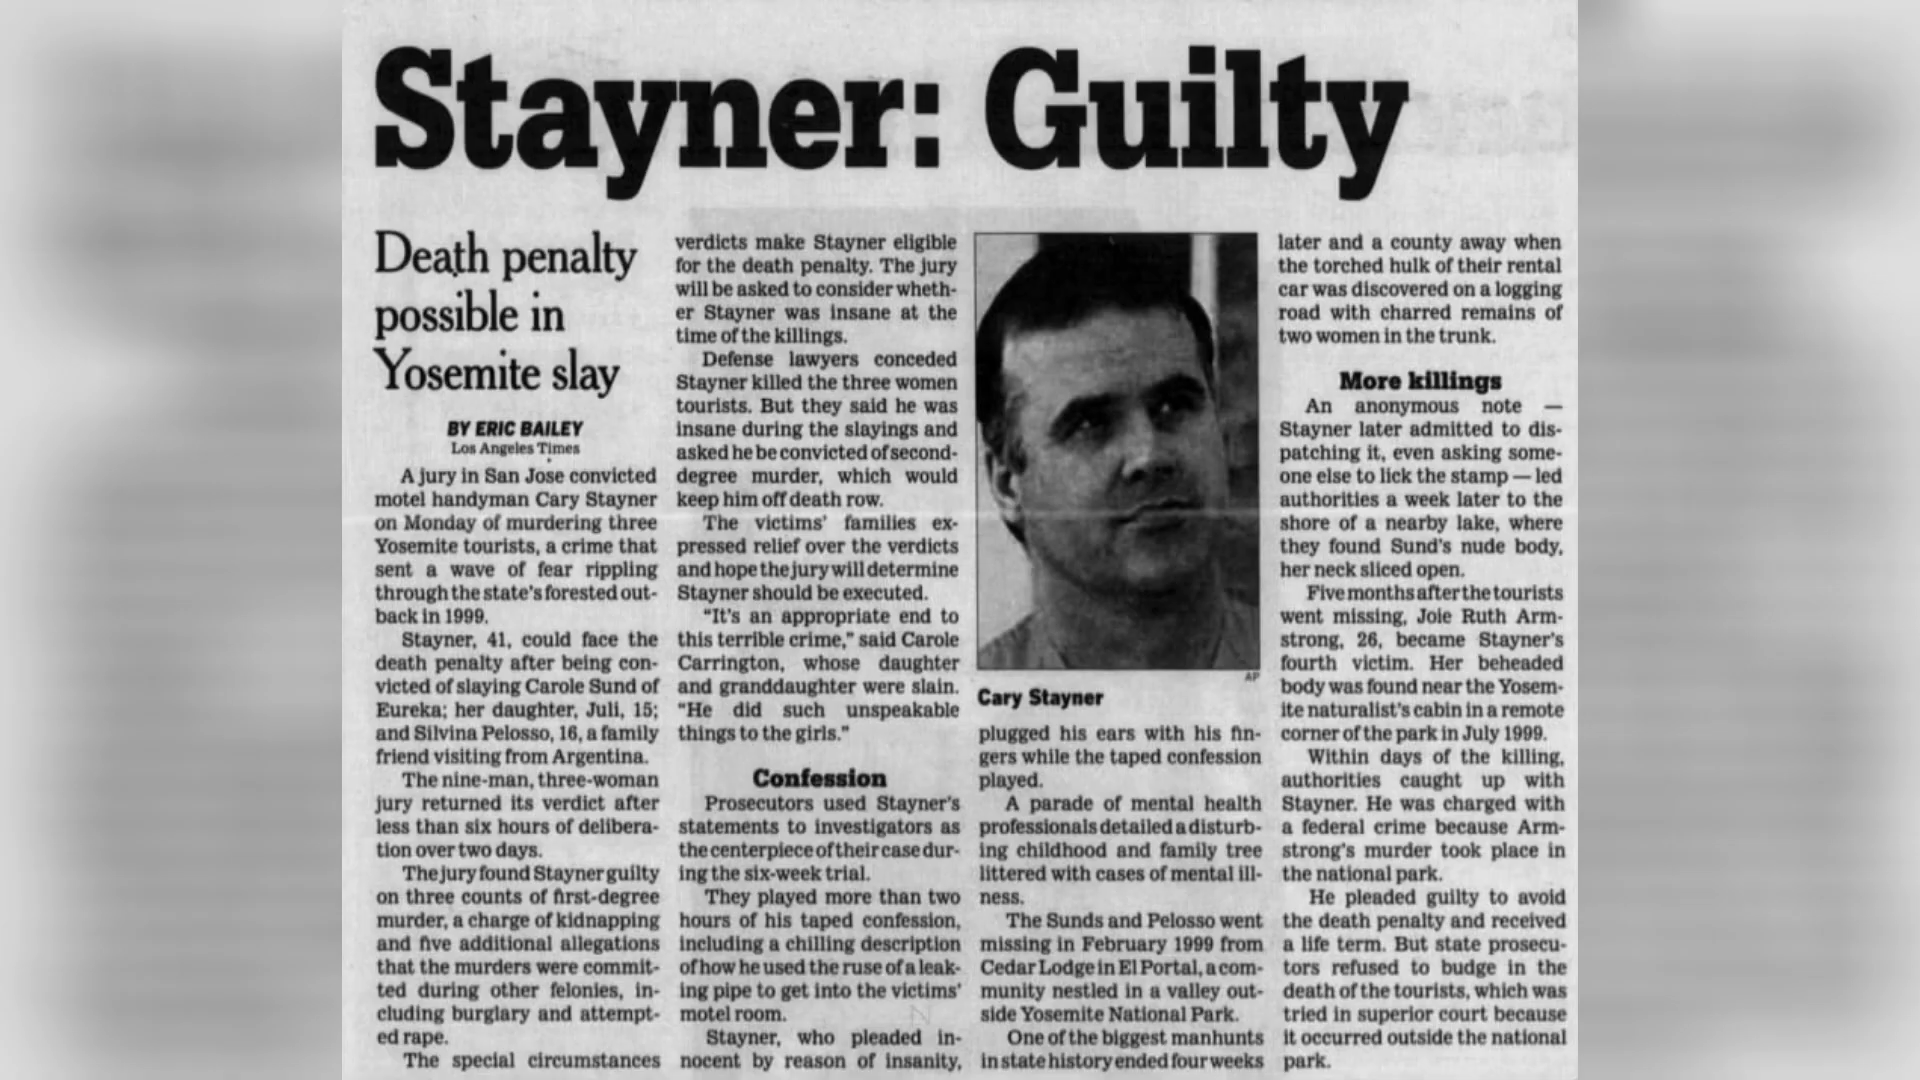 Stayner: Guilty
Death penalty
possible in
Yosemite slay
BY ERIC BAILEY
Los Angeles Times
A jury in San Jose convicted
motel handyman Cary Stayner
on Monday of murdering three
Yosemite tourists, a crime that
sent a wave of fear rippling
through the state's forested out-
back in 1999.
Stayner, 41, could face the
death penalty after being con-
victed of slaying Carole Sund of
Eureka; her daughter, Juli, 15;
and Silvina Pelosso, 16, a family
friend visiting from Argentina.
The nine-man, three-woman
jury returned its verdict after
less than six hours of delibera-
tion over two days.
The jury found Stayner guilty
on three counts of first-degree
murder, a charge of kidnapping
and five additional allegations
that the murders were commit-
ted during other felonies, in-
cluding burglary and attempt-
ed rape.
The special circumstances
verdicts make Stayner eligible
for the death penalty. The jury
will be asked to consider wheth-
er Stayner was insane at the
time of the killings.
Defense lawyers conceded
Stayner killed the three women
tourists. But they said he was
insane during the slayings and
asked he be convicted of second-
degree murder, which would
keep him off death row.
The victims' families ex-
pressed relief over the verdicts
and hope the jury will determine
Stayner should be executed.
"It's an appropriate end to
this terrible crime," said Carole
Carrington, whose daughter
and granddaughter were slain.
"He did such unspeakable
things to the girls."
Confession
Prosecutors used Stayner's
statements to investigators as
the centerpiece of their case dur-
ing the six-week trial.
They played more than two
hours of his taped confession,
including a chilling description
of how he used the ruse of a leak-
ing pipe to get into the victims'
motel room.
Stayner, who pleaded in-
nocent by reason of insanity,
AP
Cary Stayner
plugged his ears with his fin-
gers while the taped confession
played.
A parade of mental health
professionals detailed a disturb-
ing childhood and family tree
littered with cases of mental ill-
ness.
The Sunds and Pelosso went
missing in February 1999 from
Cedar Lodge in El Portal, a com-
munity nestled in a valley out-
side Yosemite National Park.
One of the biggest manhunts
in state history ended four weeks
later and a county away when
the torched hulk of their rental
car was discovered on a logging
road with charred remains of
two women in the trunk.
More killings
An anonymous note —
Stayner later admitted to dis-
patching it, even asking some-
one else to lick the stamp — led
authorities a week later to the
shore of a nearby lake, where
they found Sund's nude body,
her neck sliced open.
Five months after the tourists
went missing, Joie Ruth Arm-
strong, 26, became Stayner's
fourth victim. Her beheaded
body was found near the Yosem-
ite naturalist's cabin in a remote
corner of the park in July 1999.
Within days of the killing,
authorities caught up with
Stayner. He was charged with
a federal crime because Arm-
strong's murder took place in
the national park.
He pleaded guilty to avoid
the death penalty and received
a life term. But state prosecu-
tors refused to budge in the
death of the tourists, which was
tried in superior court because
it occurred outside the national
park.